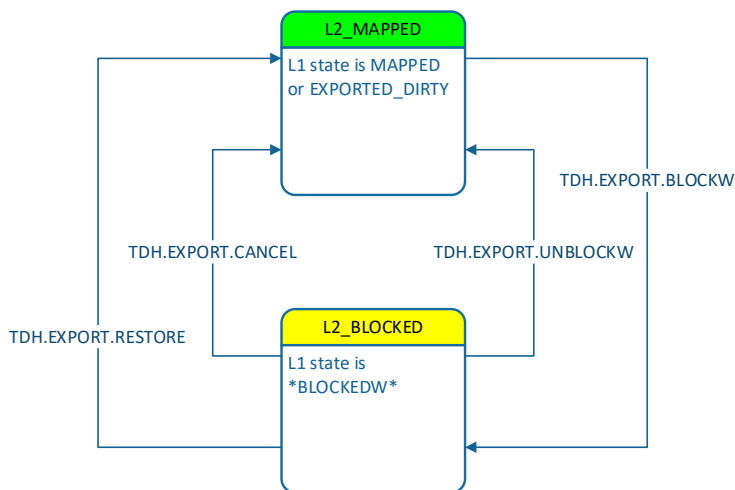 L2_MAPPED
L1 state is MAPPED
or EXPORTED_DIRTY
TDH.EXPORT.BLOCKW
TDH.EXPORT.CANCEL
TDH.EXPORT.UNBLOCKW
L2_BLOCKED
TDH.EXPORT.RESTORE
L1 state is
*BLOCKEDW*